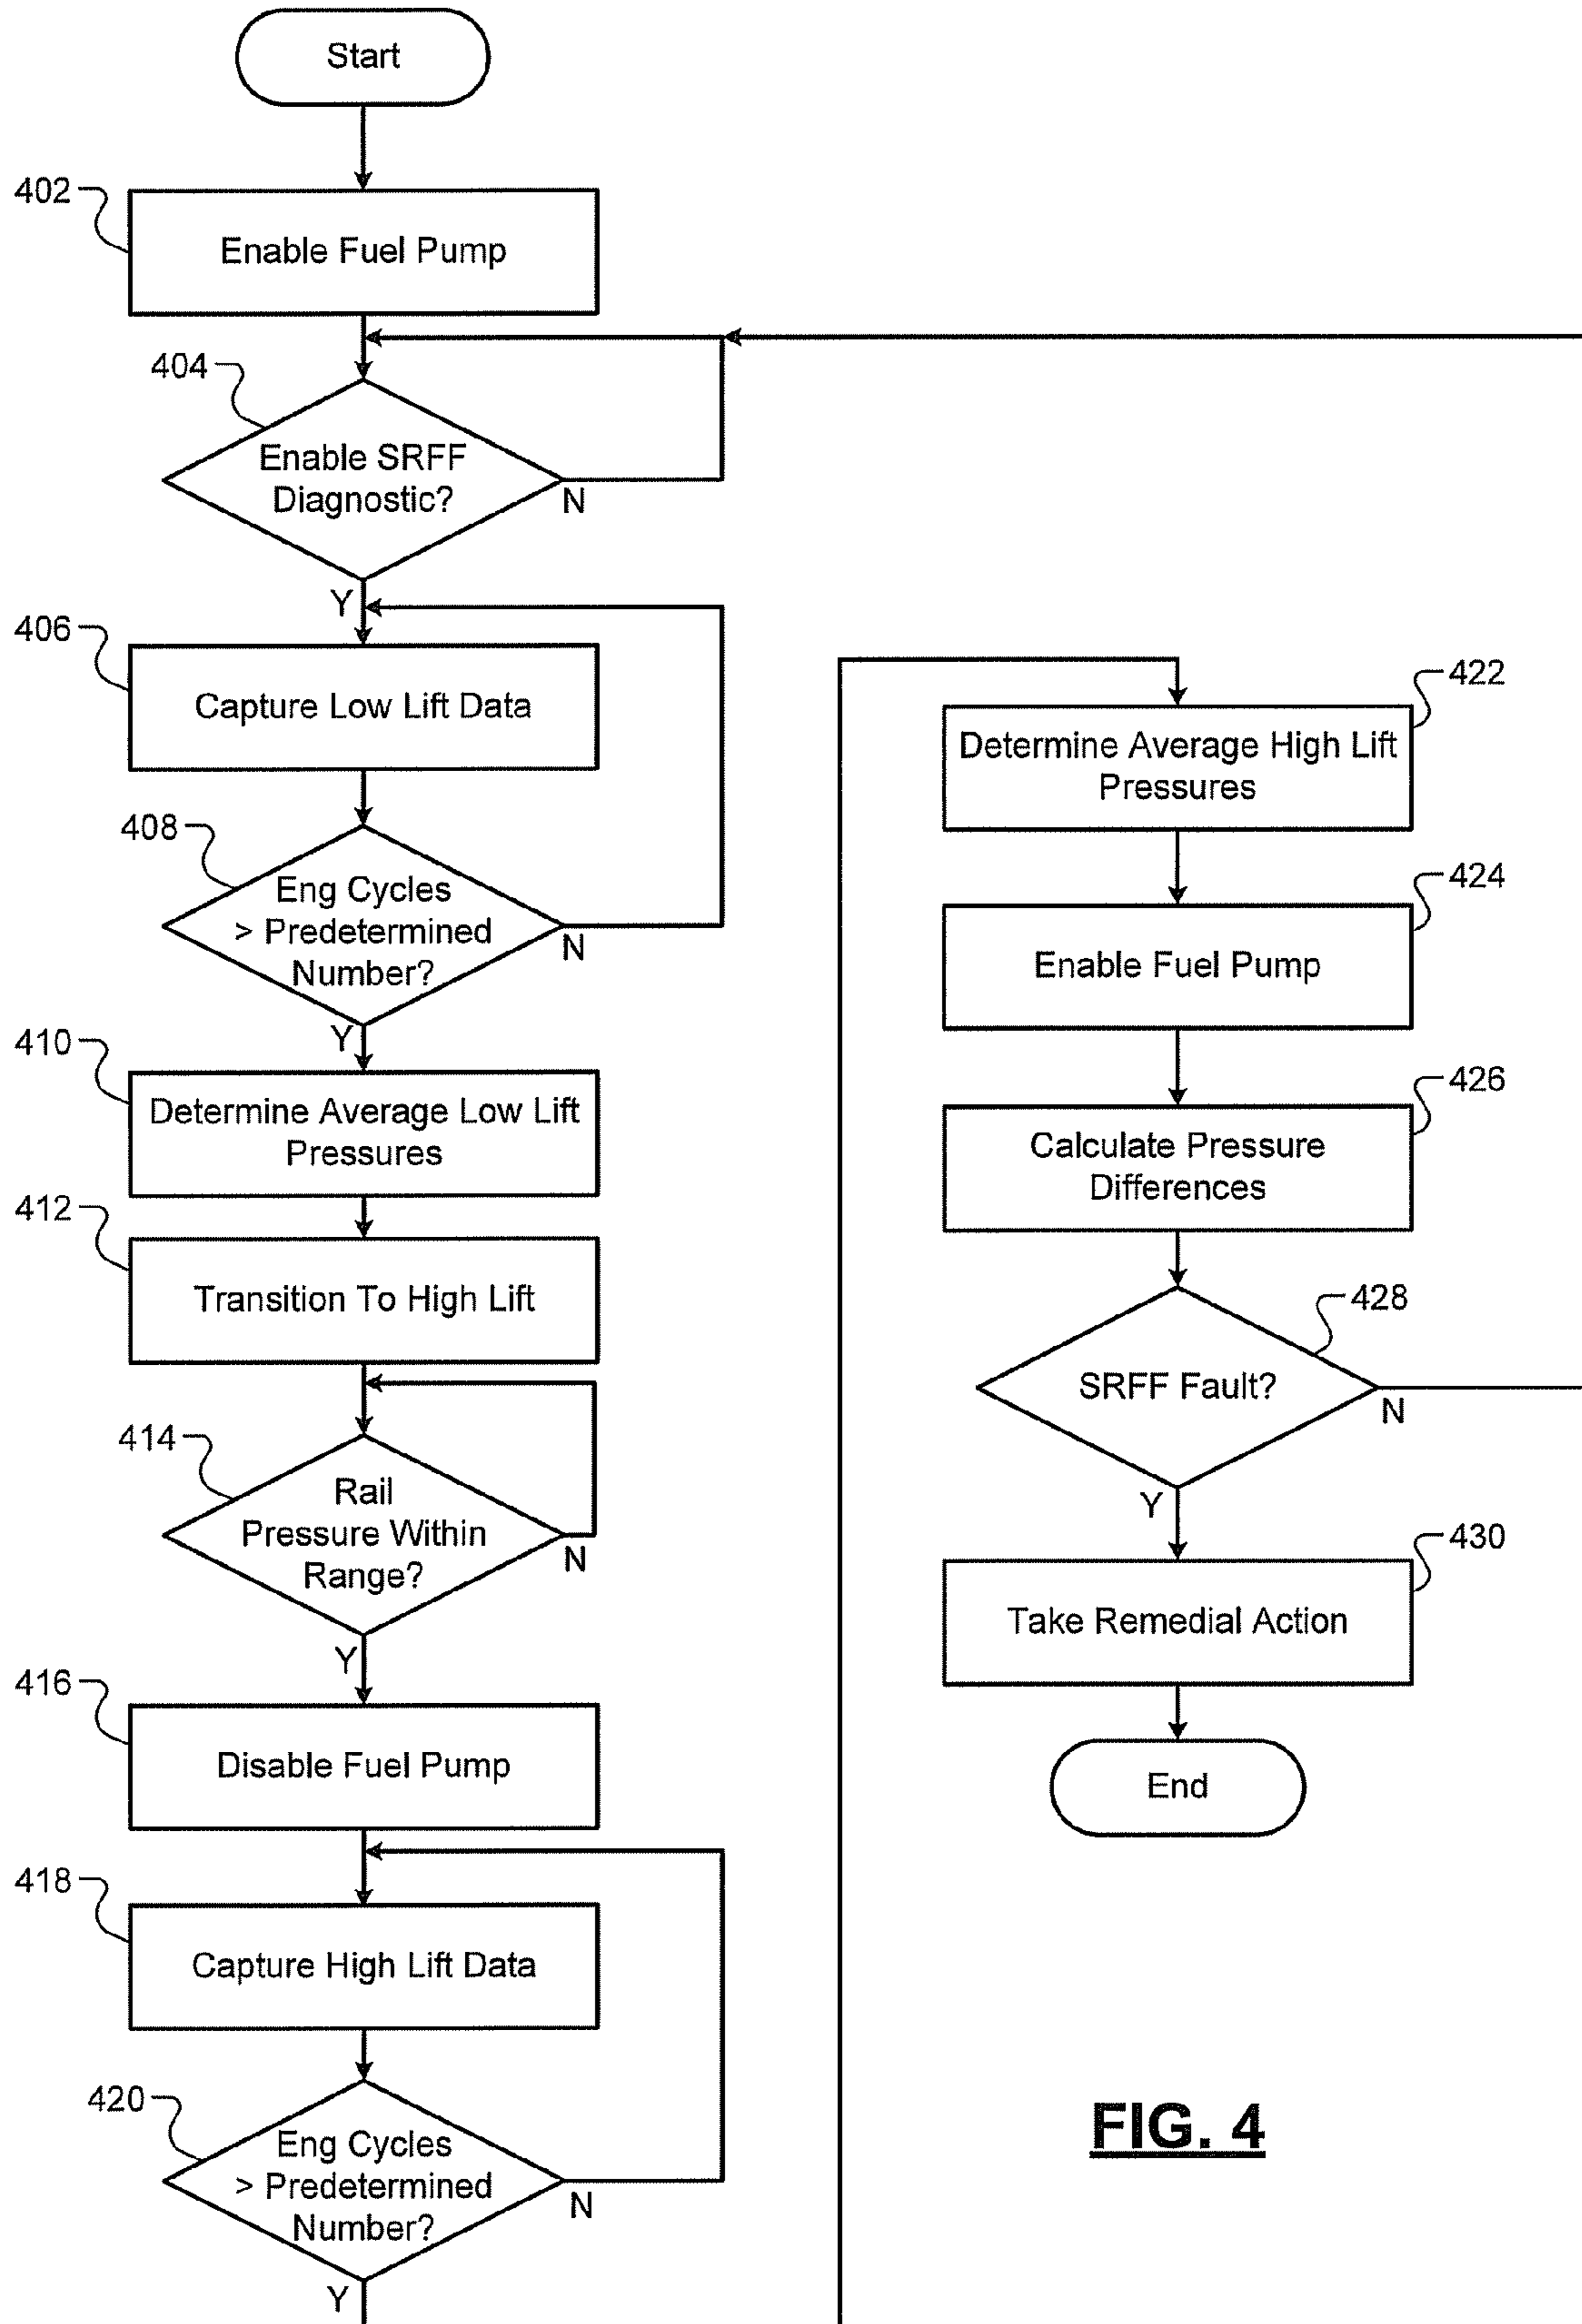 Start
402
Enable Fuel Pump
404
Enable SRFF
Diagnostic?
N
Y
406
Capture Low Lift Data
408
Eng Cycles
> Predetermined
Number?
N
Y
410
Determine Average Low Lift
Pressures
412
Transition To High Lift
414
Rail
Pressure Within
Range?
N
Y
416
Disable Fuel Pump
418
Capture High Lift Data
420
Eng Cycles
> Predetermined
Number?
N
Y
422
Determine Average High Lift
Pressures
424
Enable Fuel Pump
426
Calculate Pressure
Differences
428
SRFF Fault?
N
Y
430
Take Remedial Action
End
FIG. 4